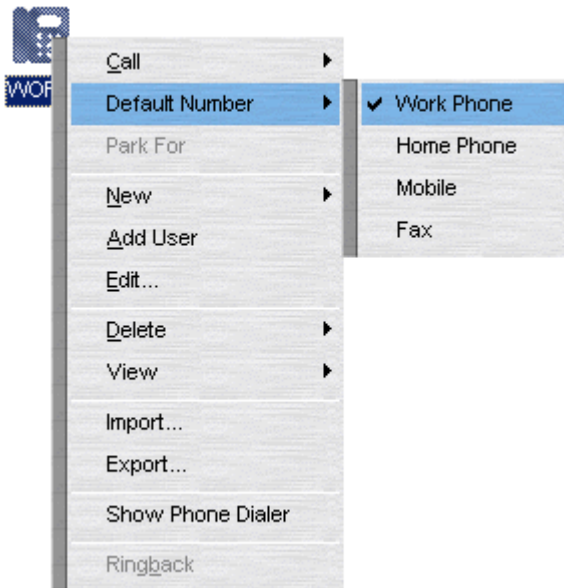 Call
Default Number
Park For
New
Add User
Edit...
Delete
View
Import...
Export...
Show Phone Dialer
Ringback
Work Phone
Home Phone
Mobile
Fax